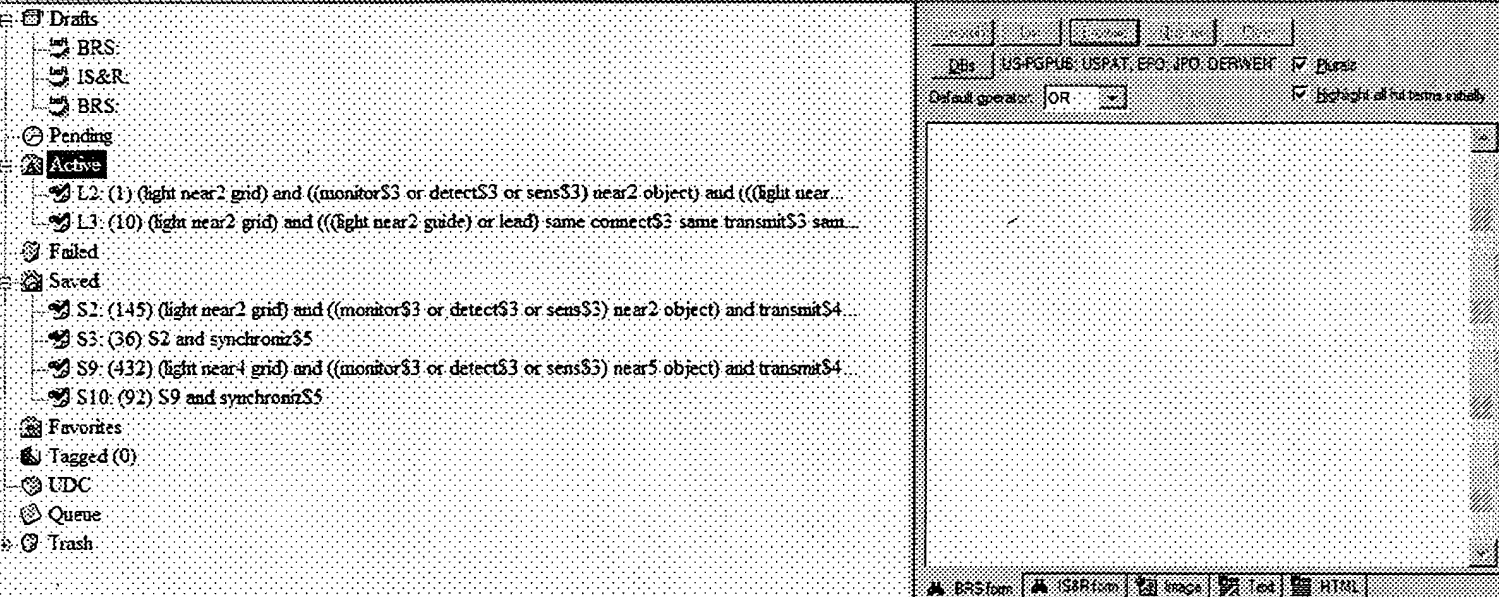 Drafts
BRS:
IS&R:
BRS:
Pending
Active
L2: (1) (light near2 grid) and ((monitor$3 or detect$3 or sens$3) near2 object) and (((light near...
L3: (10) (light near2 grid) and (((light near2 guide) or lead) same connect$3 same transmit$3 sam...
Failed
Saved
S2: (145) (light near2 grid) and ((monitor$3 or detect$3 or sens$3) near2 object) and transmit$4...
S3: (36) S2 and synchroniz$5
S9: (432) (light near4 grid) and ((monitor$3 or detect$3 or sens$3) near5 object) and transmit$4...
S10: (92) S9 and synchroniz$5
Favorites
Tagged (0)
UDC
Queue
Trash
DBs US-PGPUB, USPAT, EPO, JPO, DERWENT Plurals
Default operator: OR Highlight all hit terms initially
BRS form IS&R form Image Text HTML